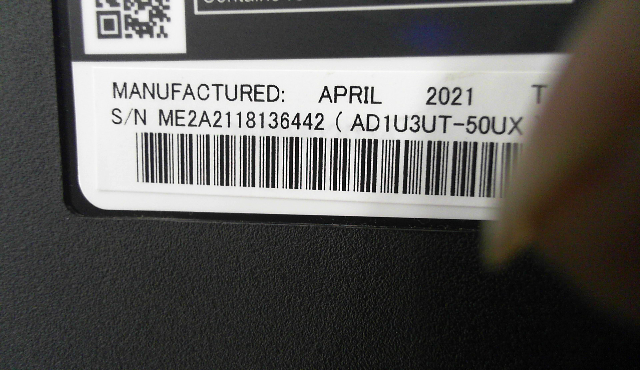 MANUFACTURED: APRIL 2021 T
S/N ME2A2118136442 ( AD1U3UT-50UX )